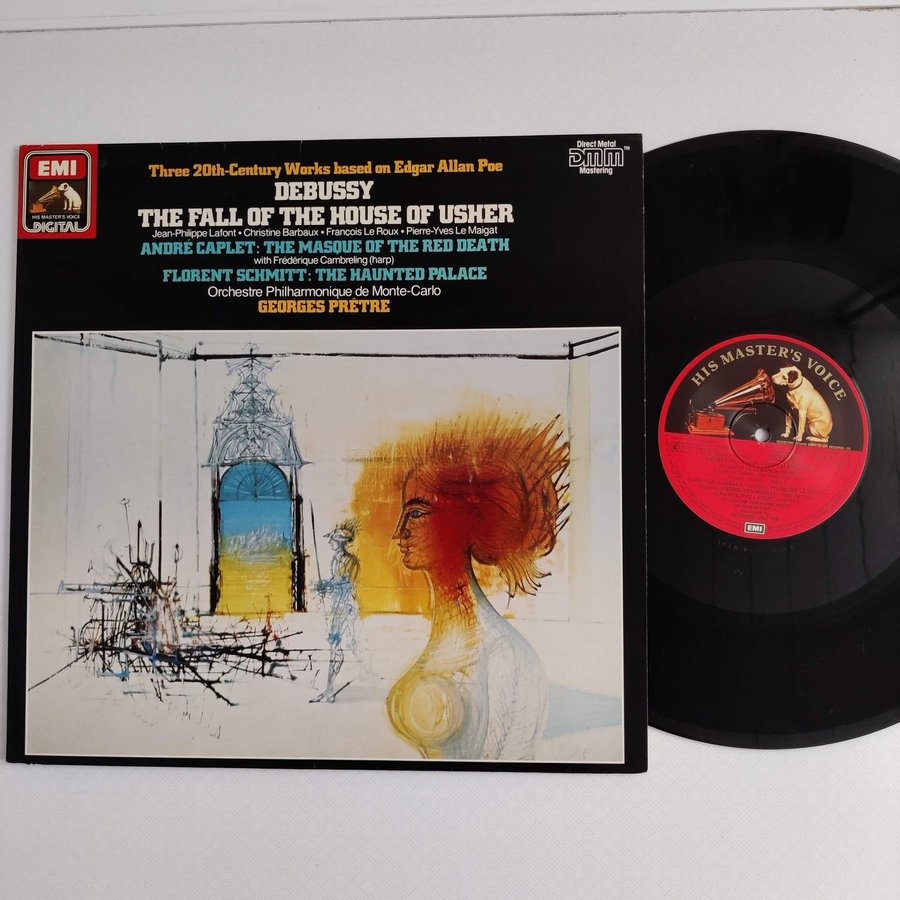 EMI
HIS MASTER'S VOICE
DIGITAL
Three 20th-Century Works based on Edgar Allan Poe
DEBUSSY
THE FALL OF THE HOUSE OF USHER
Jean-Philippe Lafont • Christine Barbaux • Francois Le Roux • Pierre-Yves Le Maigat
ANDRÉ CAPLET: THE MASQUE OF THE RED DEATH
with Frédérique Cambreling (harp)
FLORENT SCHMITT: THE HAUNTED PALACE
Orchestre Philharmonique de Monte-Carlo
GEORGES PRÊTRE
Direct Metal
DMM™
Mastering
HIS MASTER'S VOICE
EMI